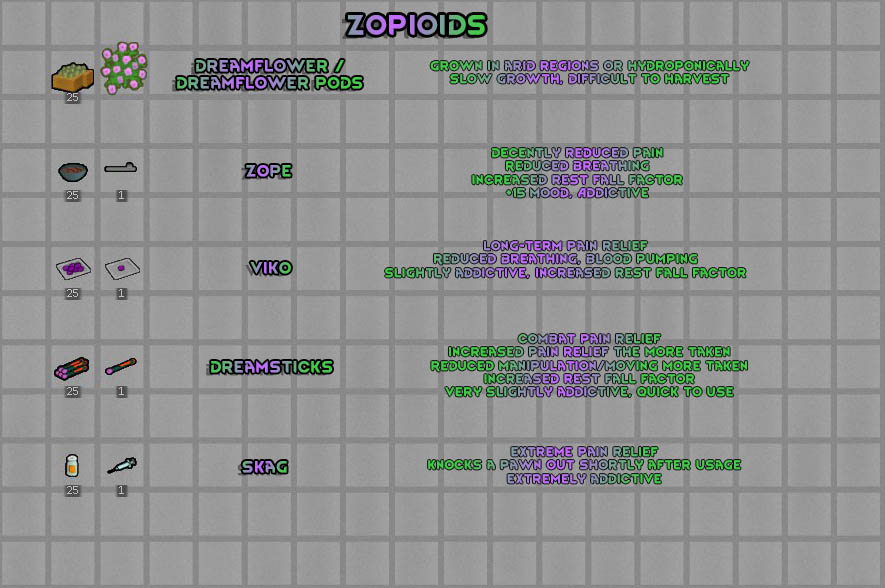 ZOPIOIDS
DREAMFLOWER /
DREAMFLOWER PODS
GROWN IN ARID REGIONS OR HYDROPONICALLY
SLOW GROWTH, DIFFICULT TO HARVEST
25
ZOPE
DECENTLY REDUCED PAIN
REDUCED BREATHING
INCREASED REST FALL FACTOR
+15 MOOD, ADDICTIVE
25
1
VIKO
LONG-TERM PAIN RELIEF
REDUCED BREATHING, BLOOD PUMPING
SLIGHTLY ADDICTIVE, INCREASED REST FALL FACTOR
25
1
DREAMSTICKS
COMBAT PAIN RELIEF
INCREASED PAIN RELIEF THE MORE TAKEN
REDUCED MANIPULATION/MOVING MORE TAKEN
INCREASED REST FALL FACTOR
VERY SLIGHTLY ADDICTIVE, QUICK TO USE
25
1
SKAG
EXTREME PAIN RELIEF
KNOCKS A PAWN OUT SHORTLY AFTER USAGE
EXTREMELY ADDICTIVE
25
1